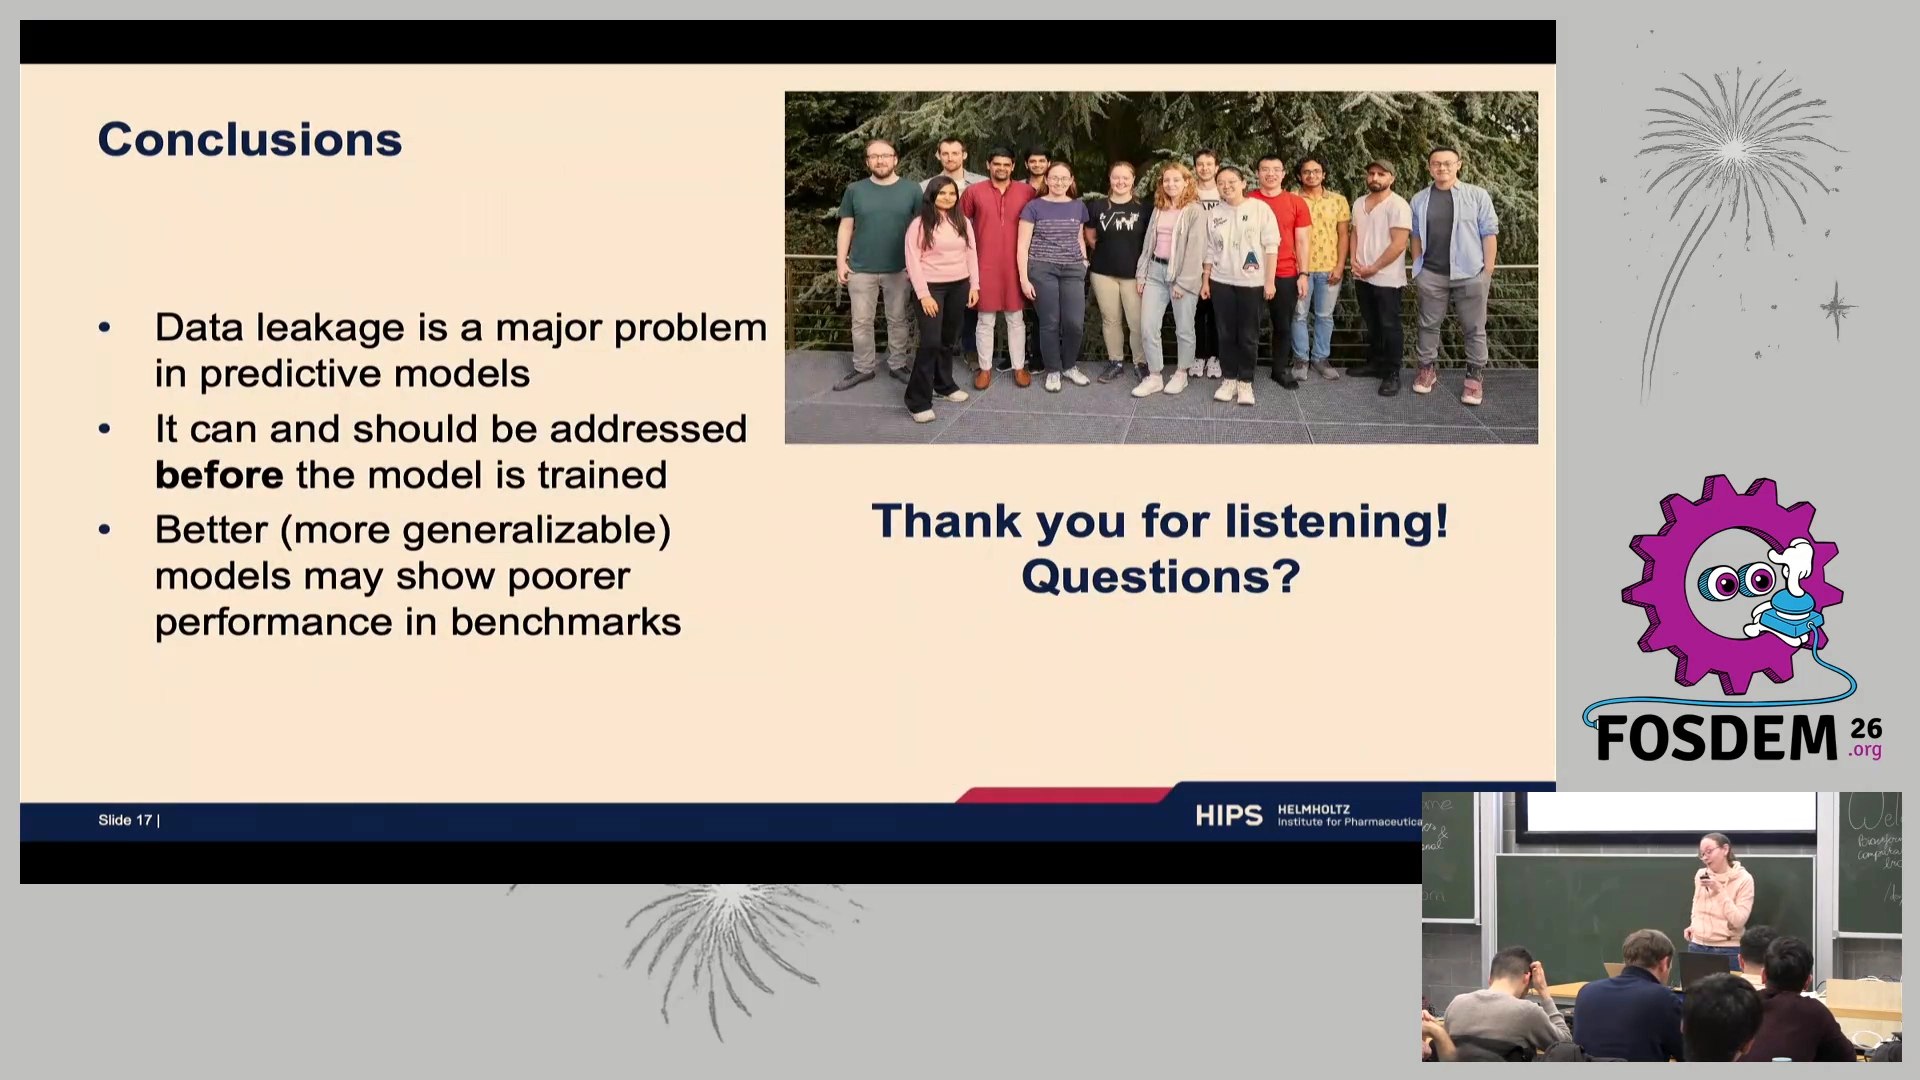 Conclusions
• Data leakage is a major problem
in predictive models
• It can and should be addressed
before the model is trained
• Better (more generalizable)
models may show poorer
performance in benchmarks
Thank you for listening!
Questions?
Slide 17 |
HIPS
HELMHOLTZ
Institute for Pharmaceutica
FOSDEM 26
.org